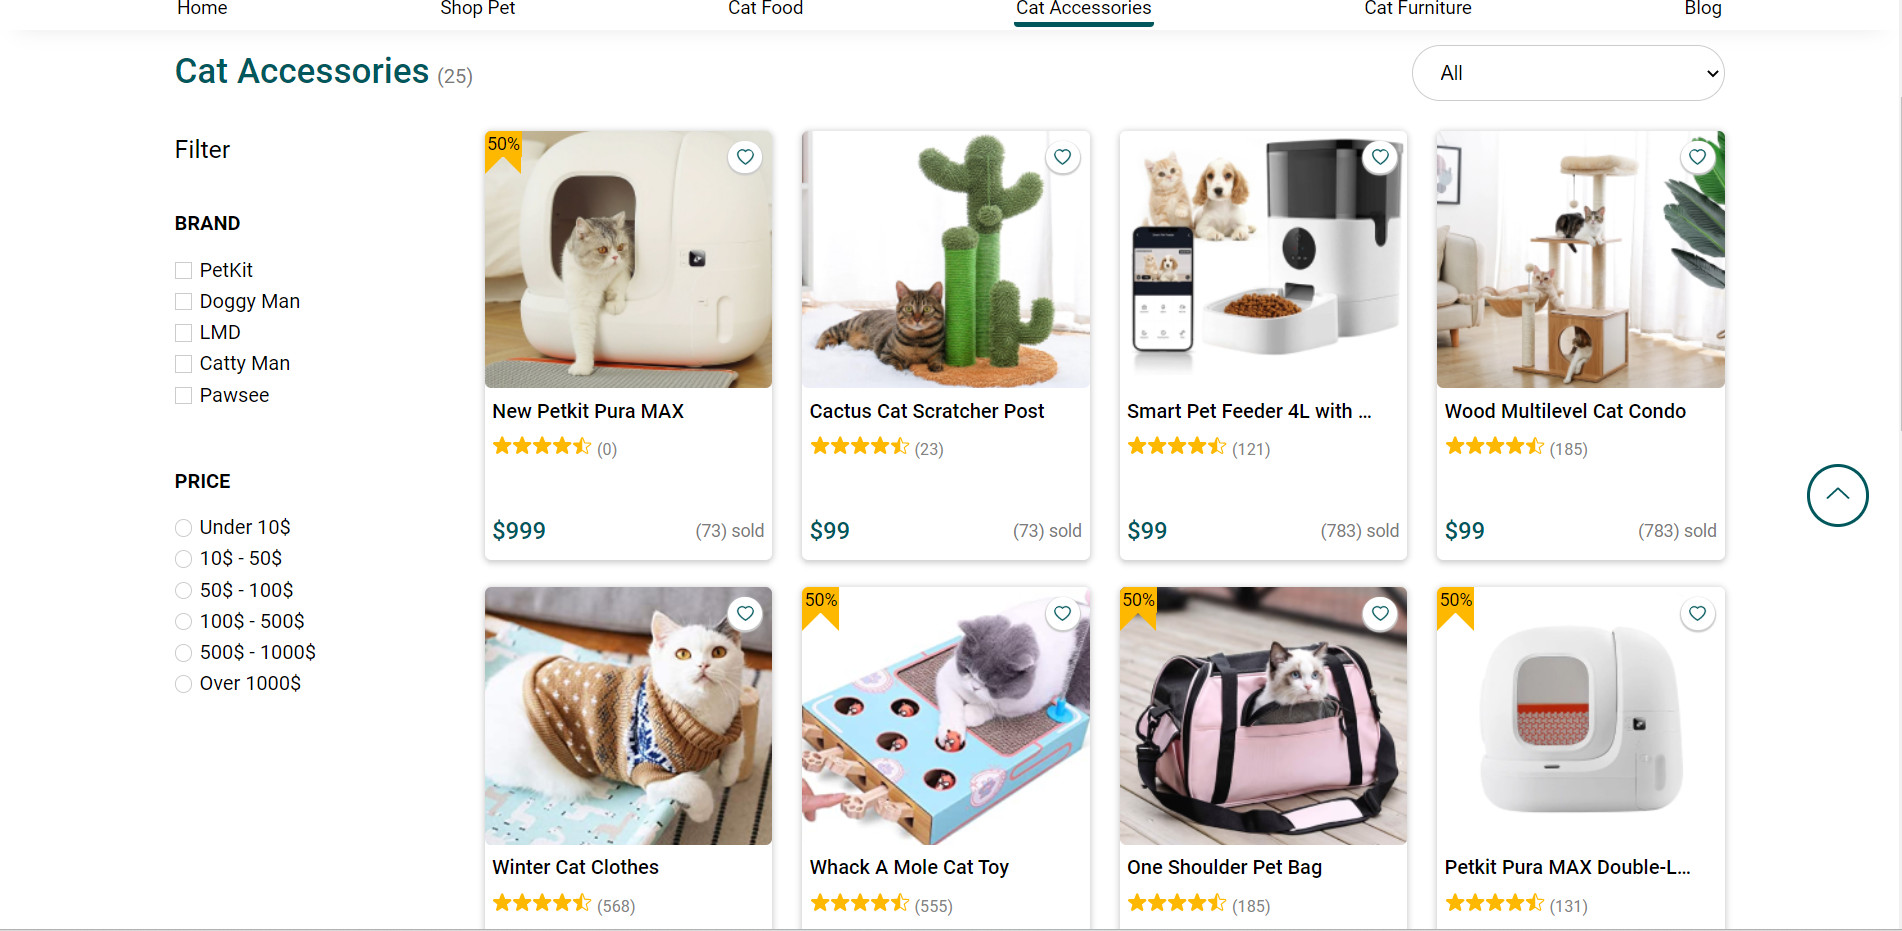 Home Shop Pet Cat Food Cat Accessories Cat Furniture Blog
Cat Accessories (25)
All
Filter
BRAND
PetKit
Doggy Man
LMD
Catty Man
Pawsee
PRICE
Under 10$
10$ - 50$
50$ - 100$
100$ - 500$
500$ - 1000$
Over 1000$
50%
New Petkit Pura MAX
(0)
$999 (73) sold
Cactus Cat Scratcher Post
(23)
$99 (73) sold
Smart Pet Feeder 4L with ...
(121)
$99 (783) sold
Wood Multilevel Cat Condo
(185)
$99 (783) sold
Winter Cat Clothes
(568)
50%
Whack A Mole Cat Toy
(555)
50%
One Shoulder Pet Bag
(185)
50%
Petkit Pura MAX Double-L...
(131)